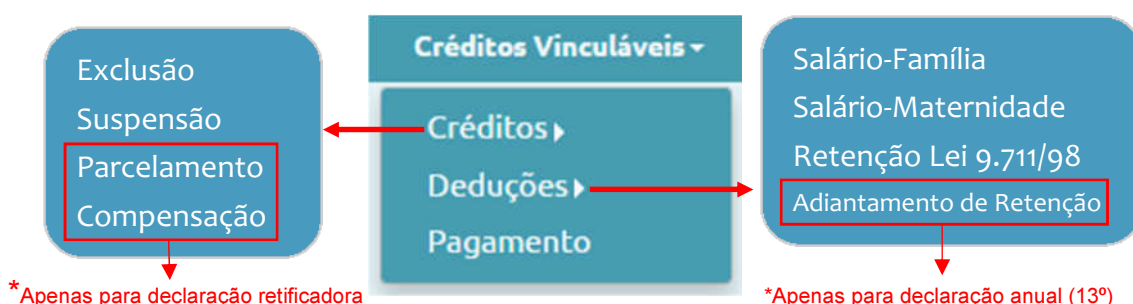 Exclusão
Suspensão
Parcelamento
Compensação
*Apenas para declaração retificadora
Créditos Vinculáveis
Créditos
Deduções
Pagamento
Salário-Família
Salário-Maternidade
Retenção Lei 9.711/98
Adiantamento de Retenção
*Apenas para declaração anual (13º)